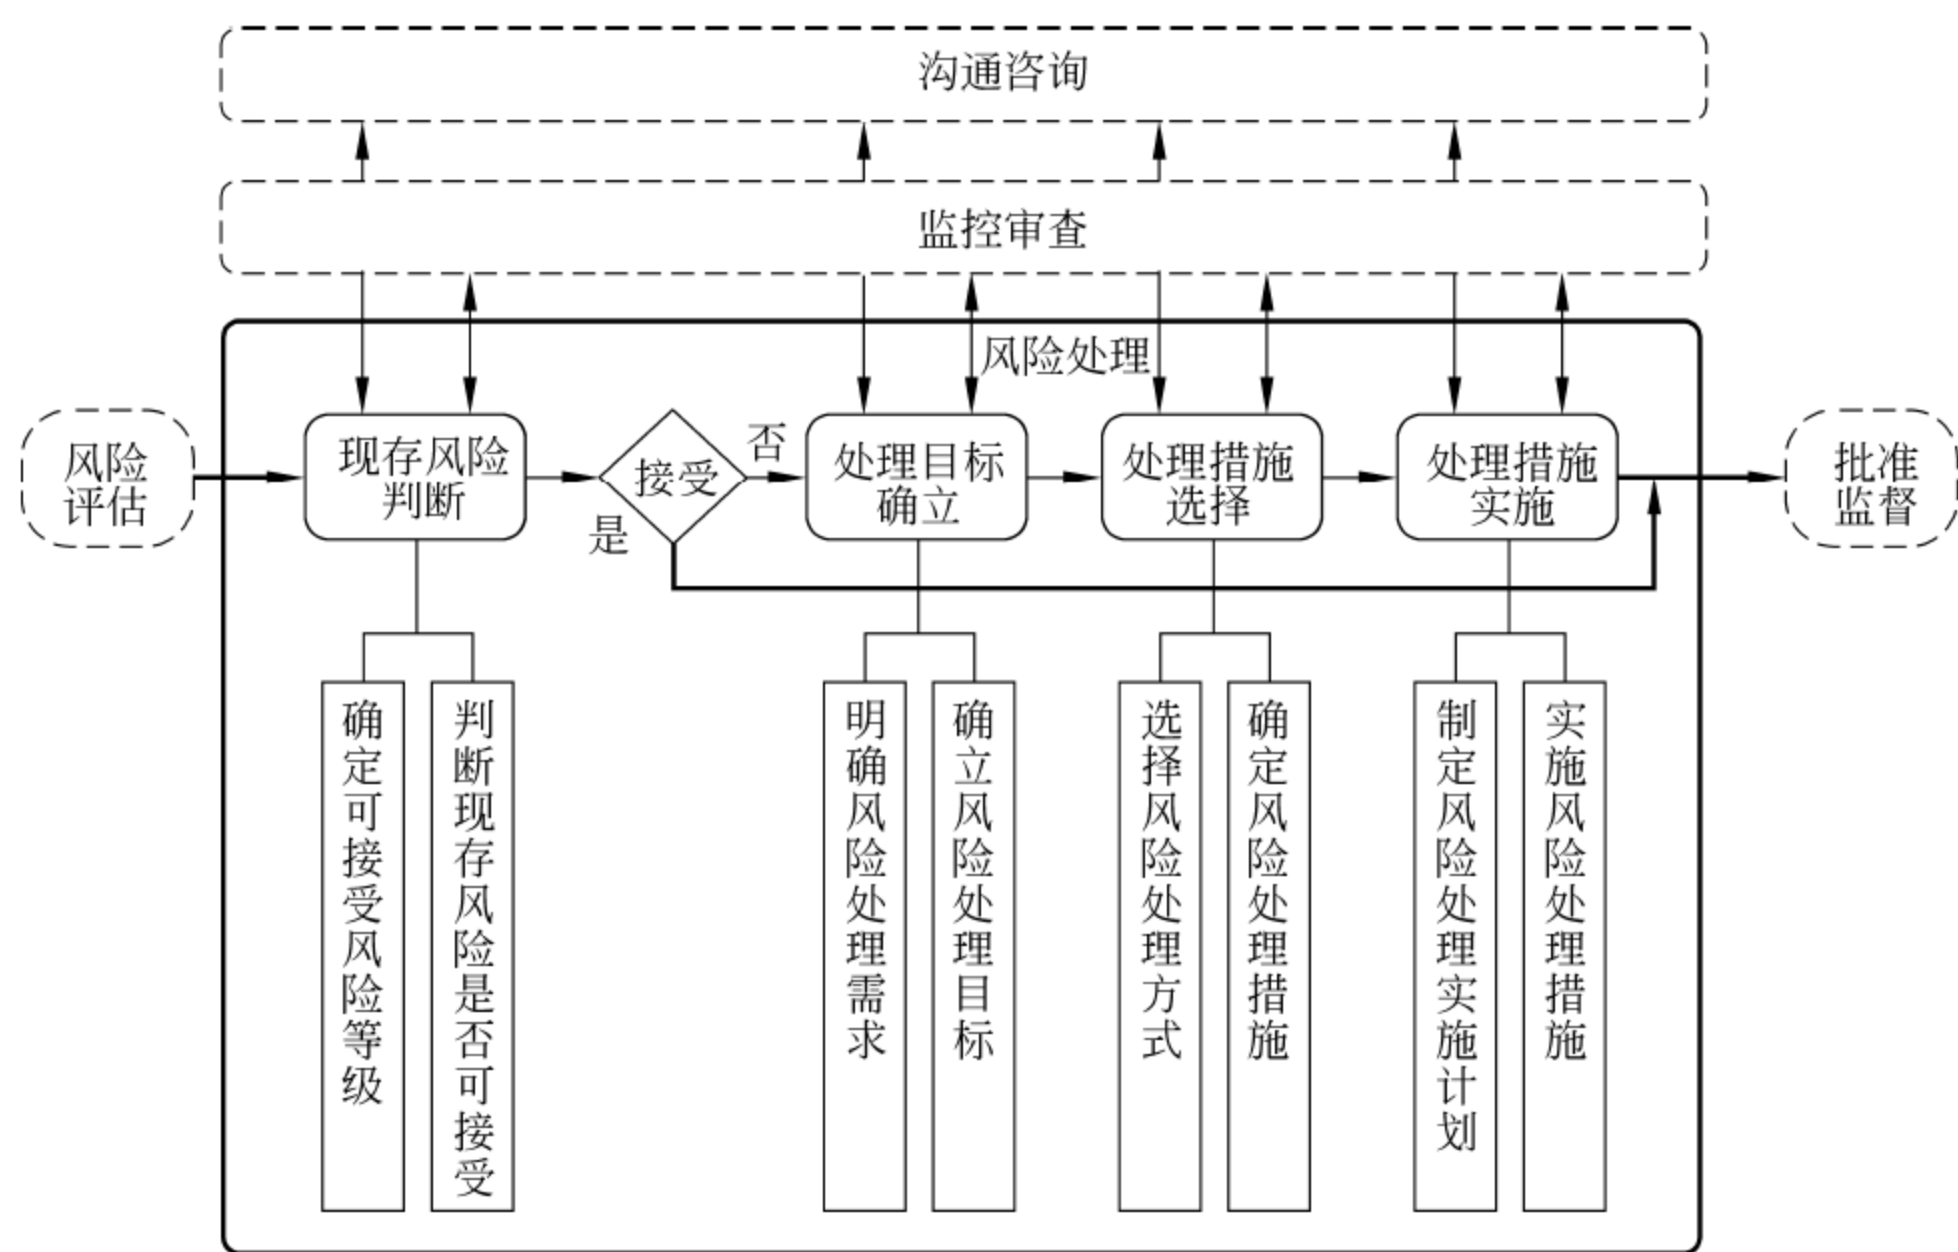 沟通咨询
监控审查
风险处理
风险
评估
现存风险
判断
接受
否
是
处理目标
确立
处理措施
选择
处理措施
实施
批准
监督
确定可接受风险等级
判断现存风险是否可接受
明确风险处理需求
确立风险处理目标
选择风险处理方式
确定风险处理措施
制定风险处理实施计划
实施风险处理措施